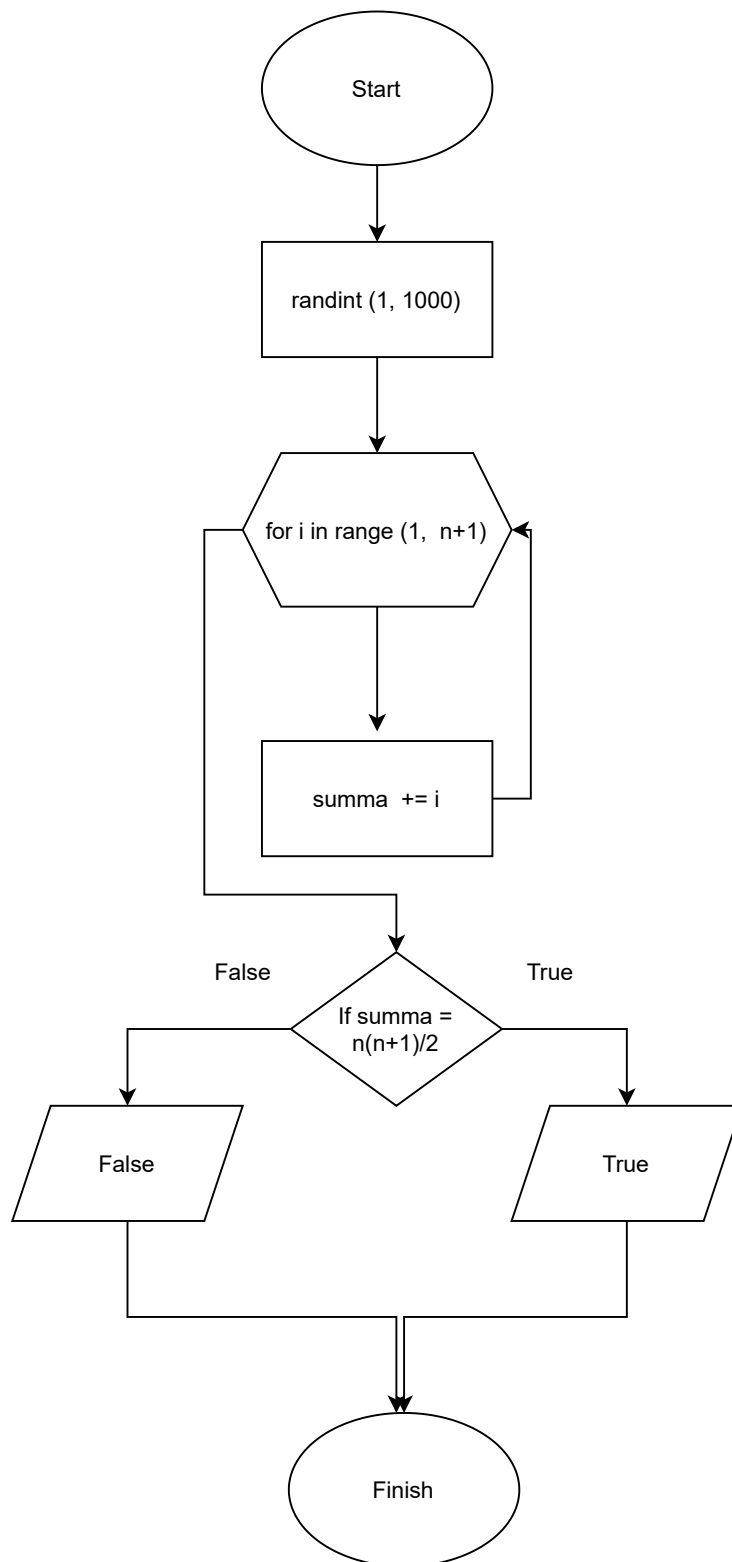 Start
randint (1, 1000)
for i in range (1,  n+1)
summa  += i
False
True
If summa =
n(n+1)/2
False
True
Finish